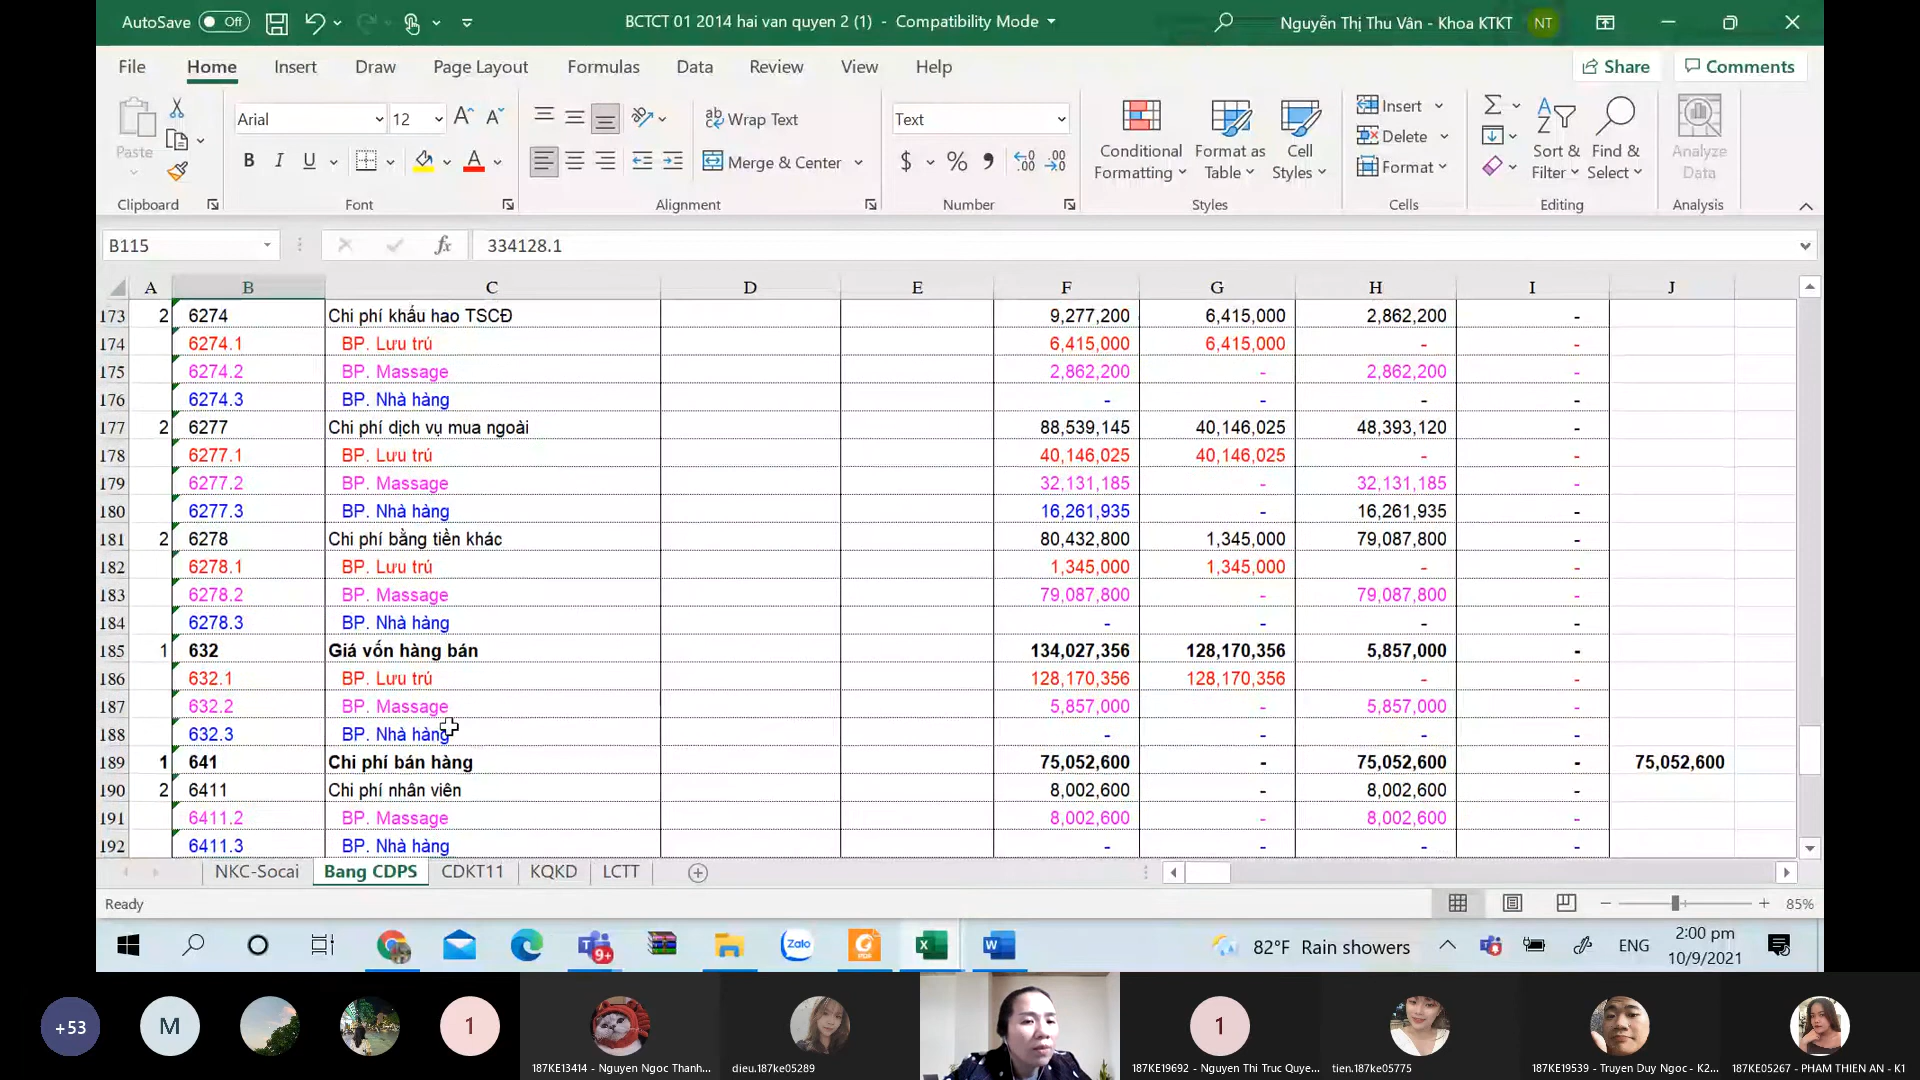 AutoSave Off BCTCT 01 2014 hai van quyen 2 (1) - Compatibility Mode Nguyễn Thị Thu Vân - Khoa KTKT NT
File Home Insert Draw Page Layout Formulas Data Review View Help Share Comments
Paste Arial 12 Wrap Text Text Insert
B I U Merge & Center $ % Conditional Formatting Format as Table Cell Styles Delete Format Sort & Filter Find & Select Analyze Data
Clipboard Font Alignment Number Styles Cells Editing Analysis
B115 fx 334128.1
A B C D E F G H I J
173 2 6274 Chi phí khấu hao TSCĐ 9,277,200 6,415,000 2,862,200 -
174 6274.1 BP. Lưu trú 6,415,000 6,415,000 - -
175 6274.2 BP. Massage 2,862,200 - 2,862,200 -
176 6274.3 BP. Nhà hàng - - - -
177 2 6277 Chi phí dịch vụ mua ngoài 88,539,145 40,146,025 48,393,120 -
178 6277.1 BP. Lưu trú 40,146,025 40,146,025 - -
179 6277.2 BP. Massage 32,131,185 - 32,131,185 -
180 6277.3 BP. Nhà hàng 16,261,935 - 16,261,935 -
181 2 6278 Chi phí bằng tiền khác 80,432,800 1,345,000 79,087,800 -
182 6278.1 BP. Lưu trú 1,345,000 1,345,000 - -
183 6278.2 BP. Massage 79,087,800 - 79,087,800 -
184 6278.3 BP. Nhà hàng - - - -
185 1 632 Giá vốn hàng bán 134,027,356 128,170,356 5,857,000 -
186 632.1 BP. Lưu trú 128,170,356 128,170,356 - -
187 632.2 BP. Massage 5,857,000 - 5,857,000 -
188 632.3 BP. Nhà hàng - - - -
189 1 641 Chi phí bán hàng 75,052,600 - 75,052,600 - 75,052,600
190 2 6411 Chi phí nhân viên 8,002,600 - 8,002,600 -
191 6411.2 BP. Massage 8,002,600 - 8,002,600 -
192 6411.3 BP. Nhà hàng - - - -
NKC-Socai Bang CDPS CDKT11 KQKD LCTT
Ready 85%
9+ Zalo PDF 82°F Rain showers ENG 2:00 pm
10/9/2021
+53 M 1 1
187KE13414 - Nguyen Ngoc Thanh... dieu.187ke05289 187KE19692 - Nguyen Thi Truc Quye... tien.187ke05775 187KE19539 - Truyen Duy Ngoc - K2... 187KE05267 - PHAM THIEN AN - K1